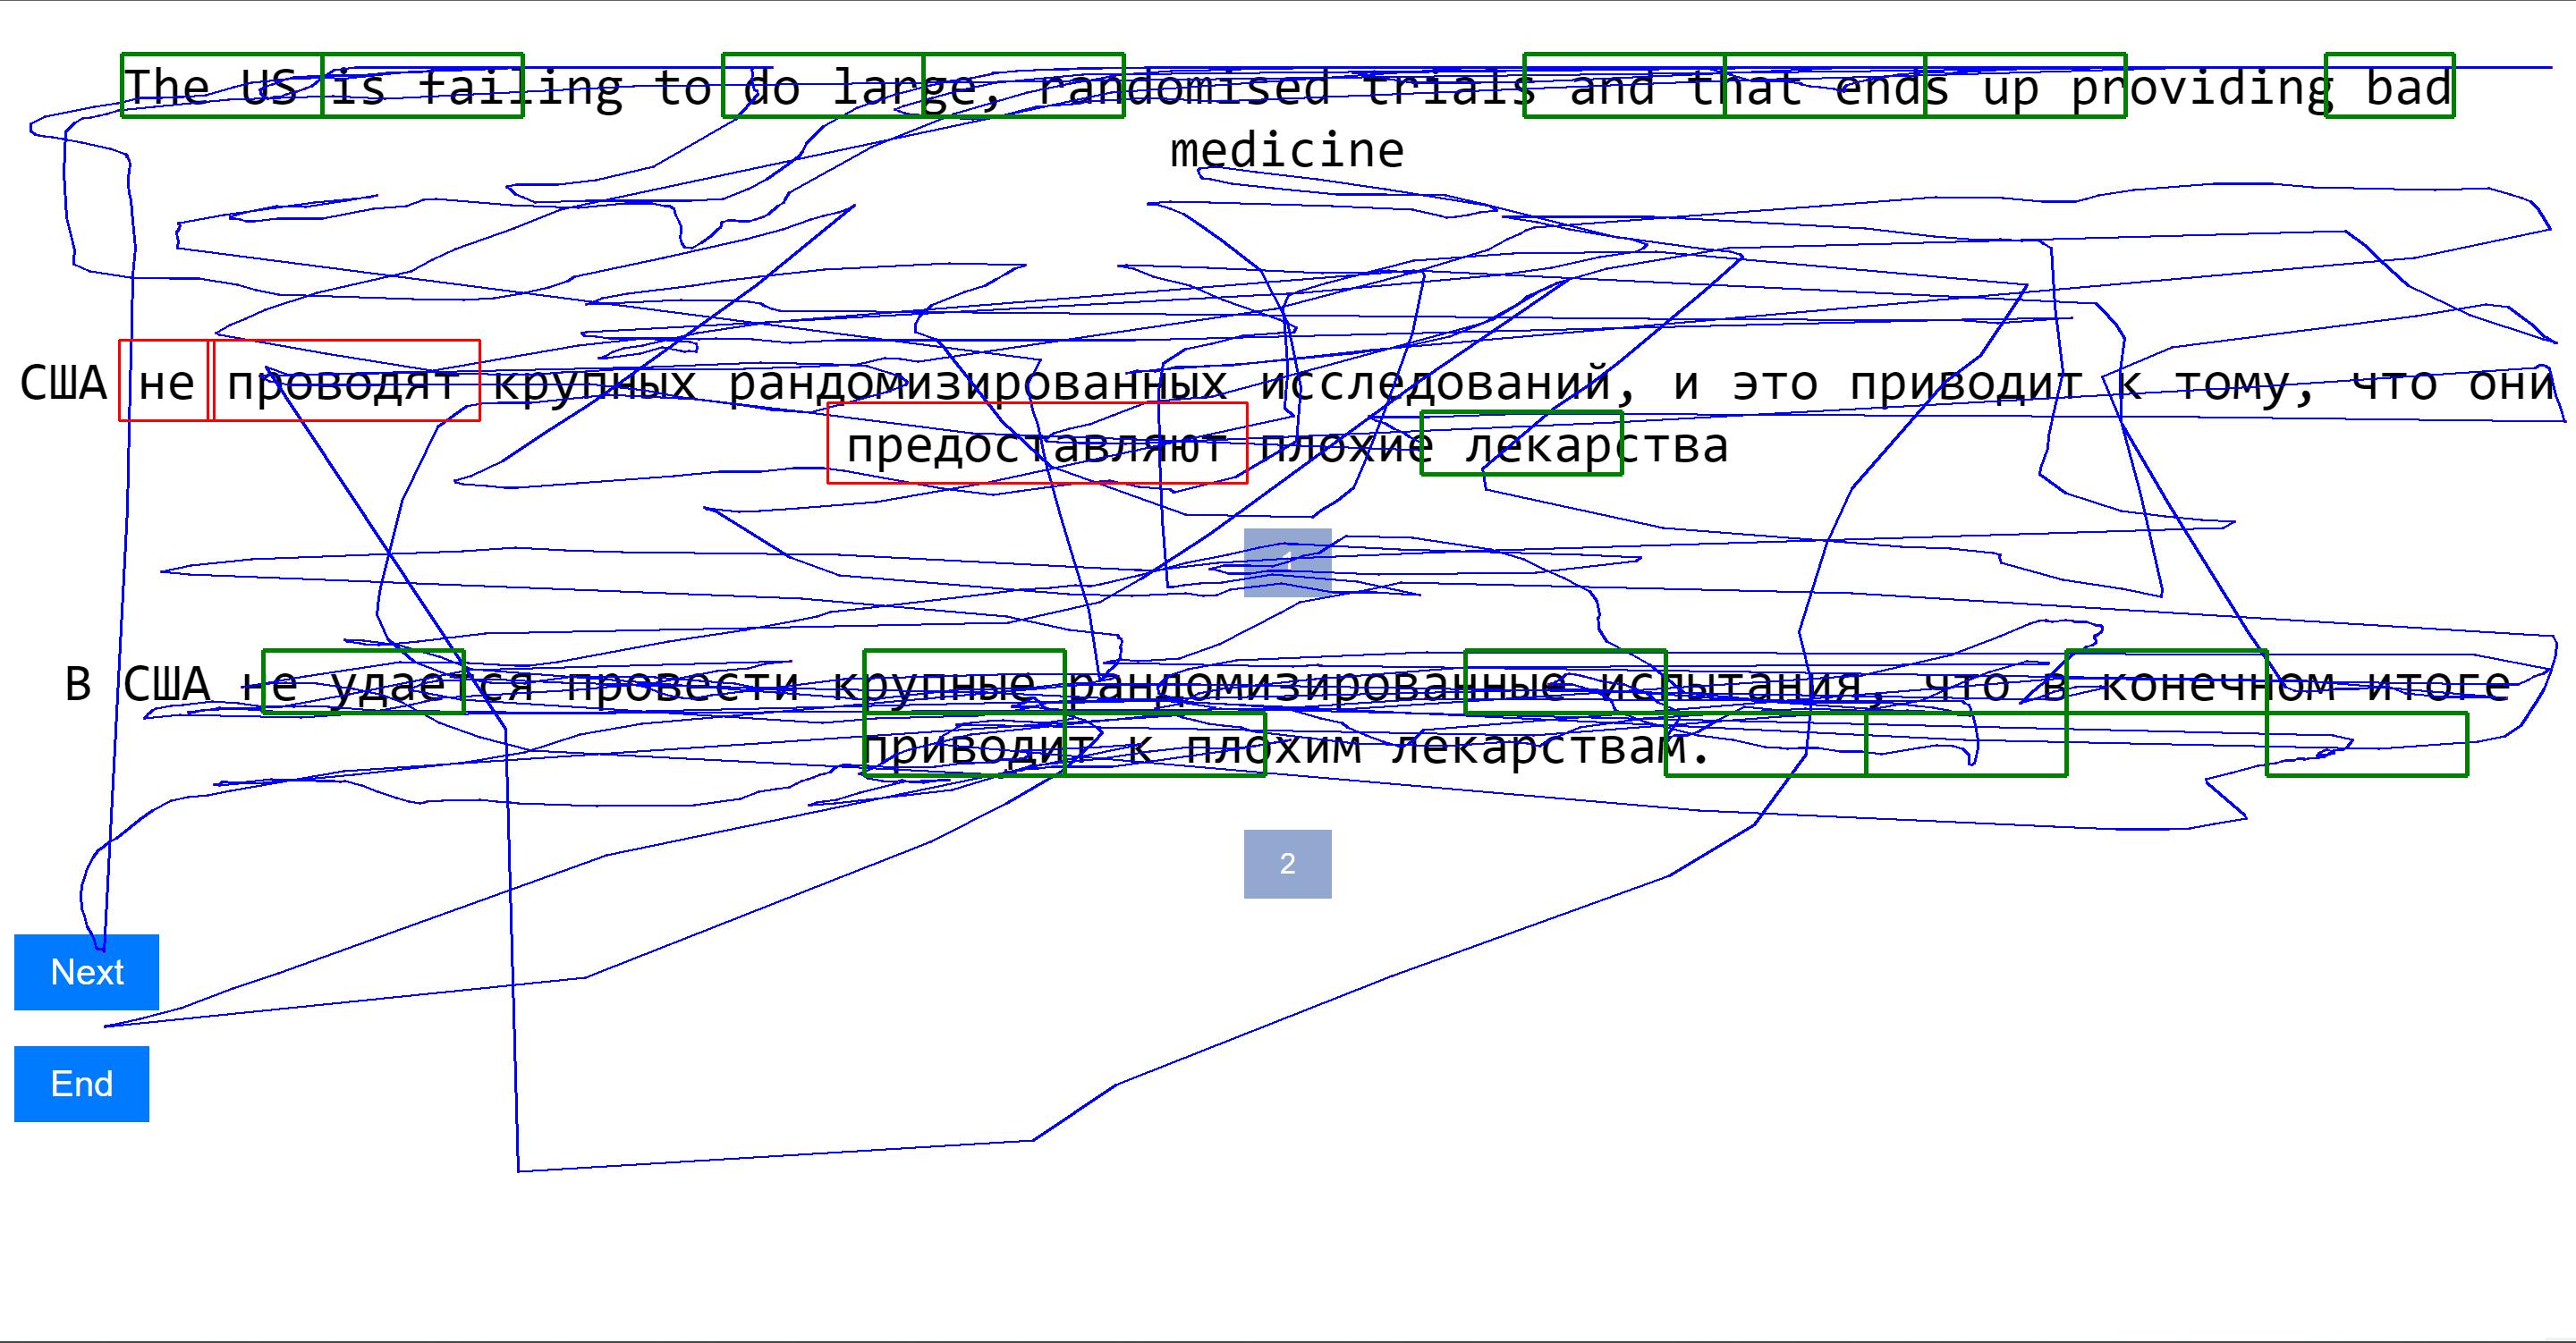 The US is failing to do large, randomised trials and that ends up providing bad
medicine
США не проводят крупных рандомизированных исследований, и это приводит к тому, что они
предоставляют плохие лекарства
1
В США не удается провести крупные рандомизированные испытания, что в конечном итоге
приводит к плохим лекарствам.
2
Next
End